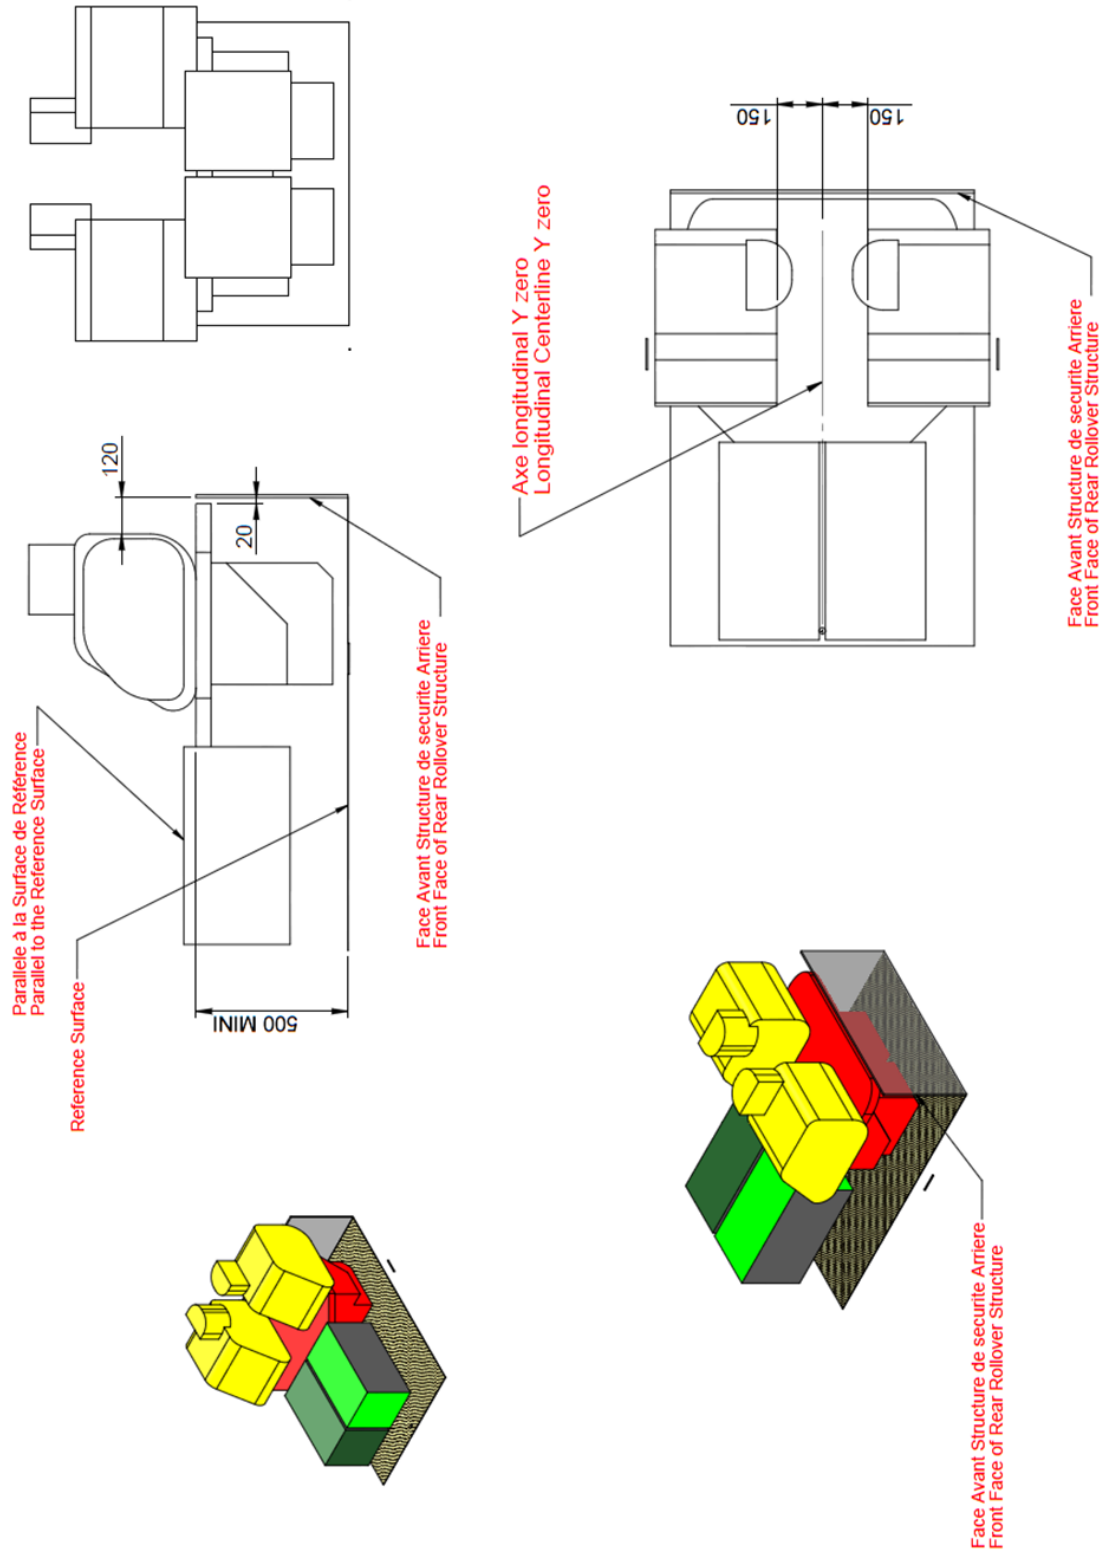 120
20
Parallele à la Surface de Référence
Parallel to the Reference Surface
Reference Surface
500 MINI
Face Avant Structure de securite Arriere
Front Face of Rear Rollover Structure
150
150
Axe longitudinal Y zero
Longitudinal Centerline Y zero
Face Avant Structure de securite Arriere
Front Face of Rear Rollover Structure
Face Avant Structure de securite Arriere
Front Face of Rear Rollover Structure